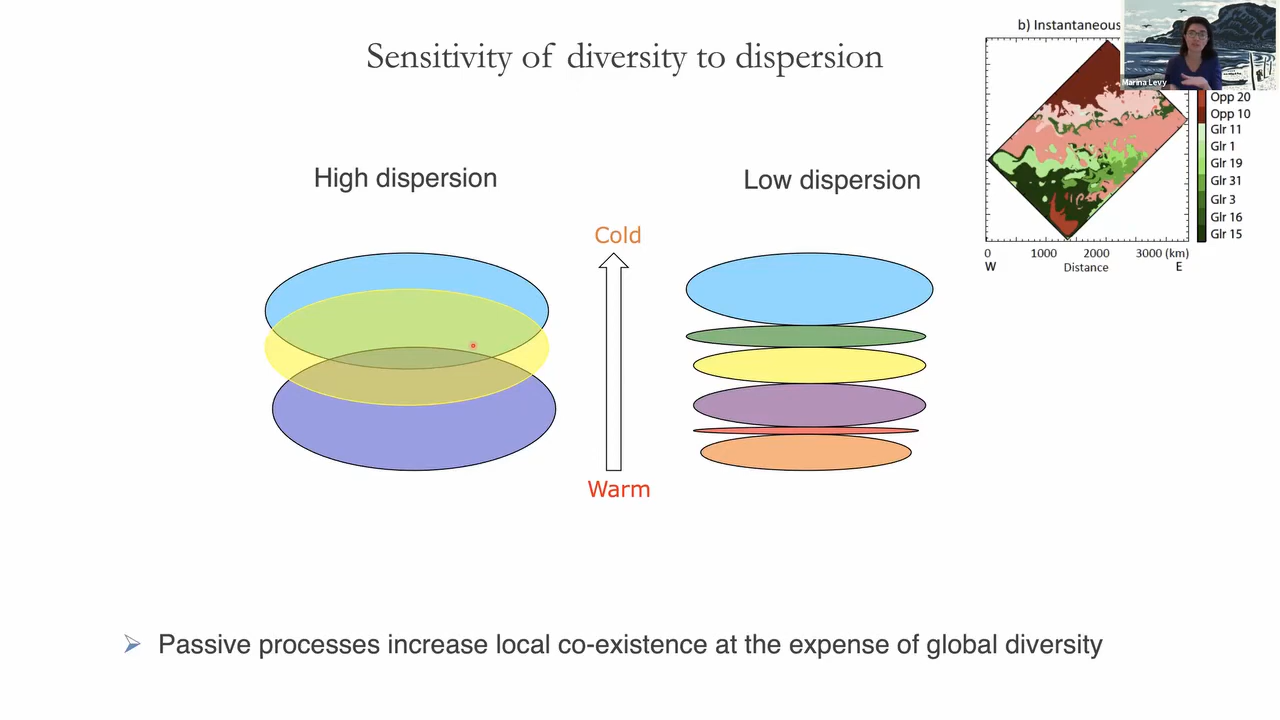 Sensitivity of diversity to dispersion
b) Instantaneous
Marina Levy
Opp 20
Opp 10
Glr 11
Glr 1
Glr 19
Glr 31
Glr 3
Glr 16
Glr 15
0 1000 2000 3000 (km)
W Distance E
High dispersion
Low dispersion
Cold
Warm
Passive processes increase local co-existence at the expense of global diversity